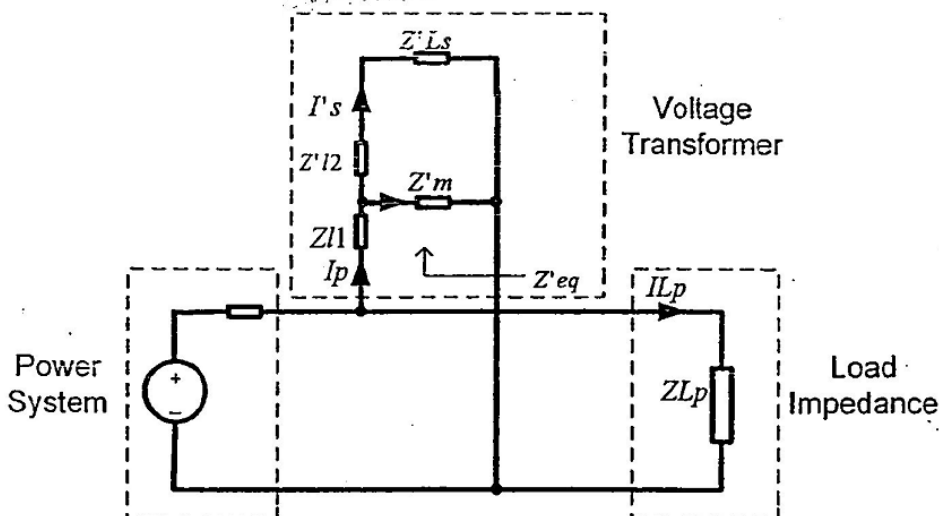 Z'Ls
I's
Z'l2
Z'm
Zl1
Ip
Z'eq
Voltage
Transformer
ILp
Power
System
+
−
ZLp
Load
Impedance